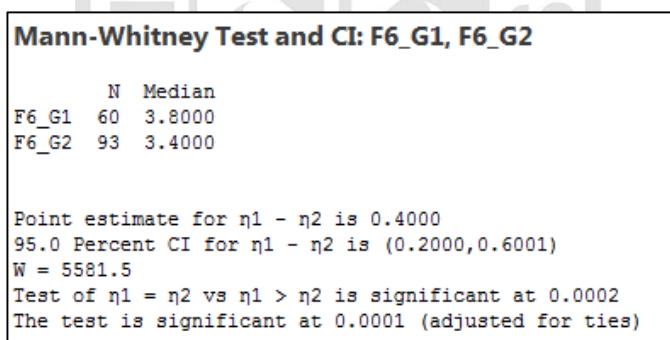 Mann-Whitney Test and CI: F6_G1, F6_G2
N Median
F6_G1 60 3.8000
F6_G2 93 3.4000
Point estimate for η1 - η2 is 0.4000
95.0 Percent CI for η1 - η2 is (0.2000,0.6001)
W = 5581.5
Test of η1 = η2 vs η1 > η2 is significant at 0.0002
The test is significant at 0.0001 (adjusted for ties)